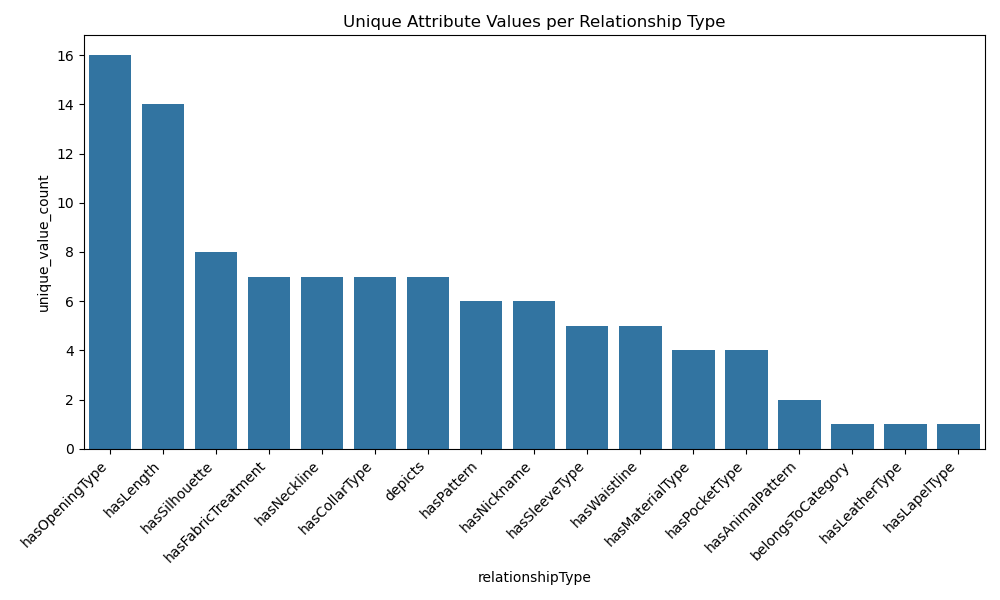 Unique Attribute Values per Relationship Type
unique_value_count
16
14
12
10
8
6
4
2
0
hasOpeningType
hasLength
hasSilhouette
hasFabricTreatment
hasNeckline
hasCollarType
depicts
hasPattern
hasNickname
hasSleeveType
hasWaistline
hasMaterialType
hasPocketType
hasAnimalPattern
belongsToCategory
hasLeatherType
hasLapelType
relationshipType